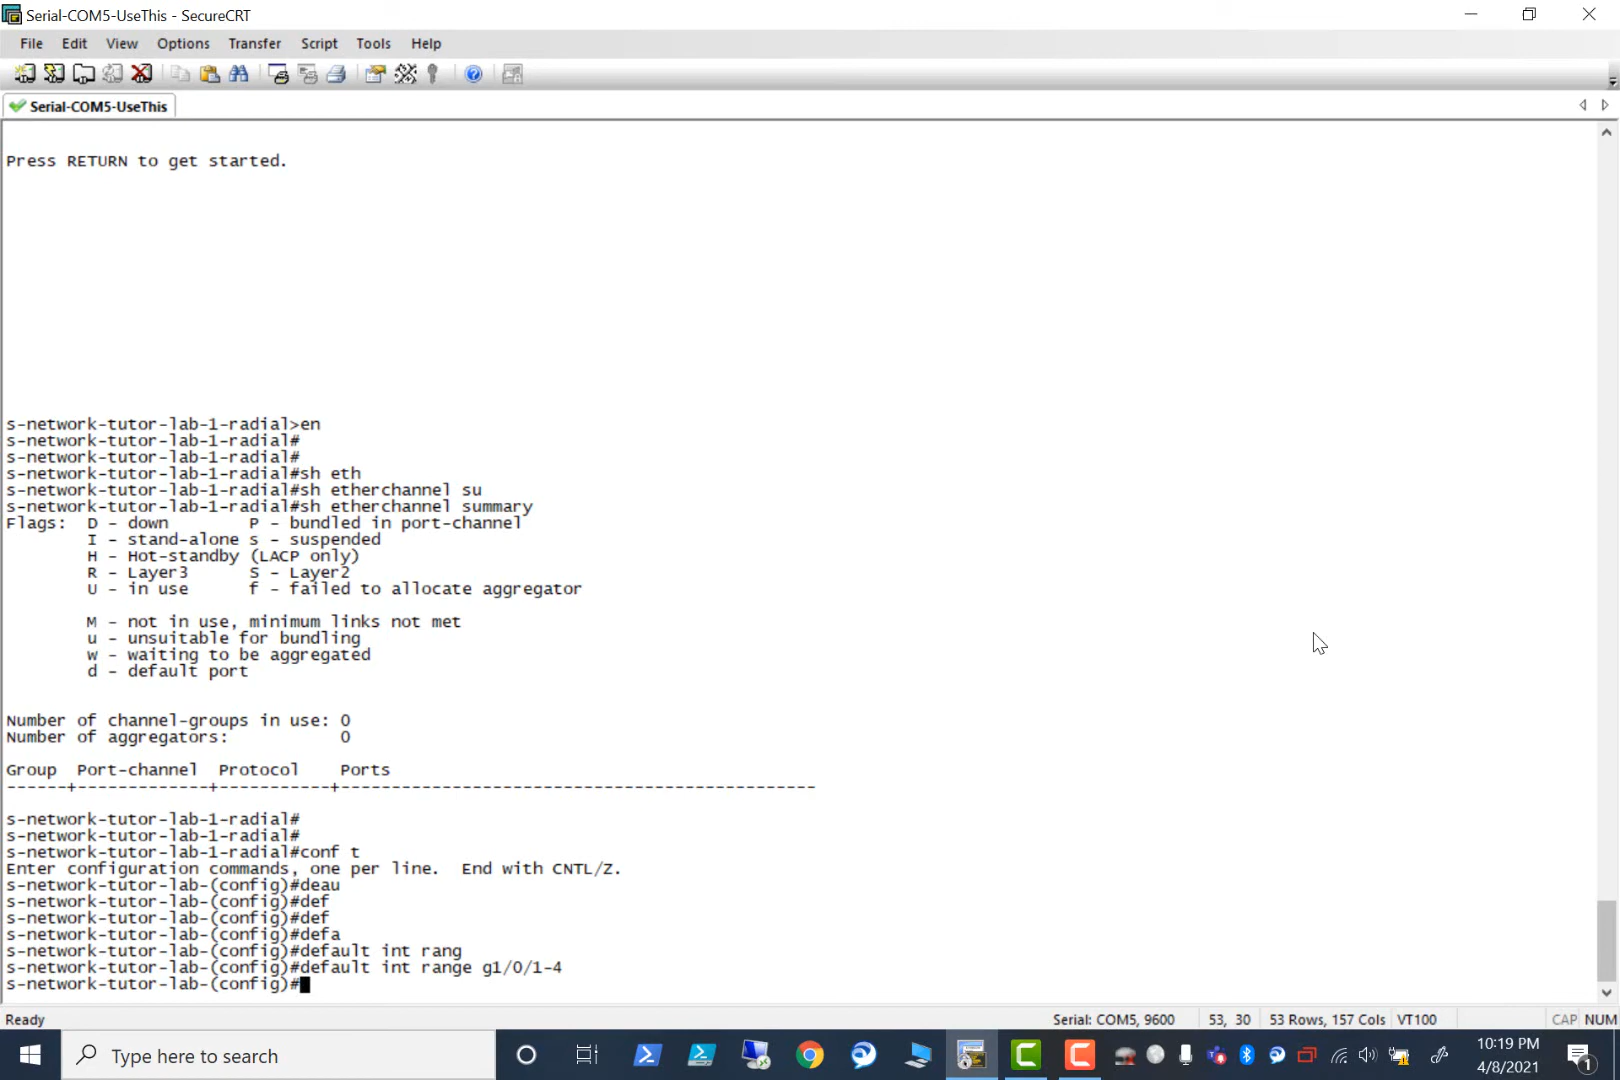 Serial-COM5-UseThis - SecureCRT
File Edit View Options Transfer Script Tools Help
Serial-COM5-UseThis
Press RETURN to get started.
s-network-tutor-lab-1-radial>en
s-network-tutor-lab-1-radial#
s-network-tutor-lab-1-radial#
s-network-tutor-lab-1-radial#sh eth
s-network-tutor-lab-1-radial#sh etherchannel su
s-network-tutor-lab-1-radial#sh etherchannel summary
Flags:  D - down        P - bundled in port-channel
        I - stand-alone s - suspended
        H - Hot-standby (LACP only)
        R - Layer3      S - Layer2
        U - in use      f - failed to allocate aggregator
        M - not in use, minimum links not met
        u - unsuitable for bundling
        w - waiting to be aggregated
        d - default port
Number of channel-groups in use: 0
Number of aggregators:           0
Group  Port-channel  Protocol    Ports
------+-------------+-----------+-----------------------------------------------
s-network-tutor-lab-1-radial#
s-network-tutor-lab-1-radial#
s-network-tutor-lab-1-radial#conf t
Enter configuration commands, one per line.  End with CNTL/Z.
s-network-tutor-lab-(config)#deau
s-network-tutor-lab-(config)#def
s-network-tutor-lab-(config)#def
s-network-tutor-lab-(config)#defa
s-network-tutor-lab-(config)#default int rang
s-network-tutor-lab-(config)#default int range g1/0/1-4
s-network-tutor-lab-(config)#
Ready Serial: COM5, 9600 53, 30 53 Rows, 157 Cols VT100 CAP NUM
Type here to search
10:19 PM
4/8/2021
1